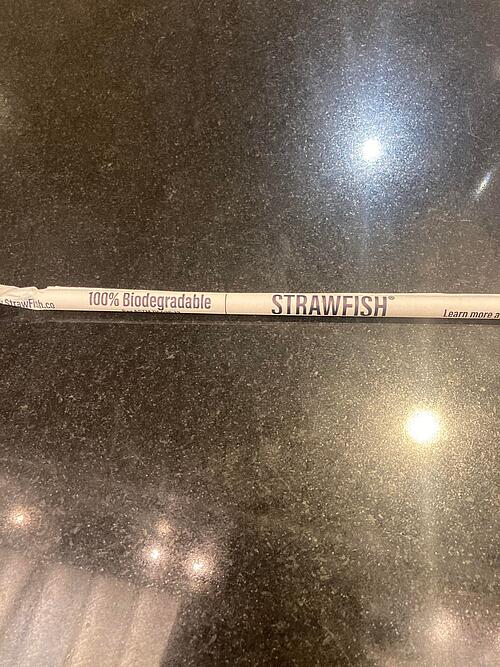 StrawFish.co
100% Biodegradable
STRAWFISH®
Learn more a